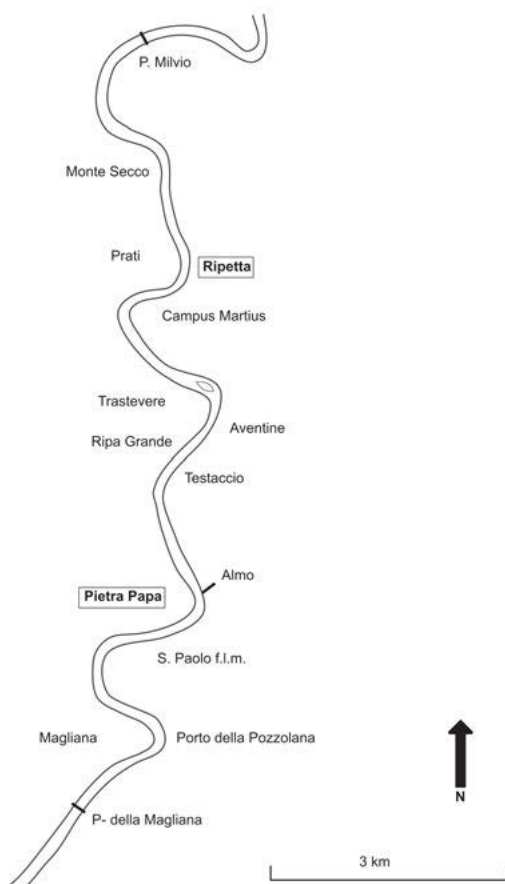 P. Milvio
Monte Secco
Prati
Ripetta
Campus Martius
Trastevere
Aventine
Ripa Grande
Testaccio
Almo
Pietra Papa
S. Paolo f.l.m.
Magliana
Porto della Pozzolana
N
P- della Magliana
3 km